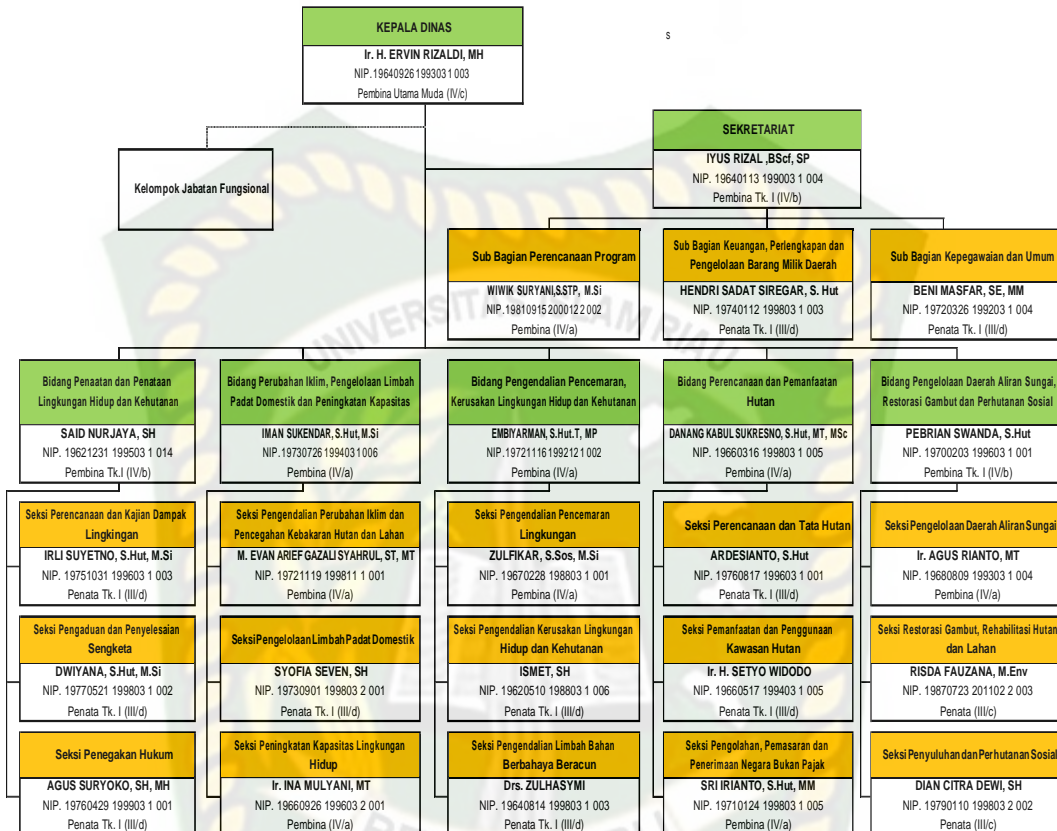 KEPALA DINAS
Ir. H. ERVIN RIZALDI, MH
NIP. 19640926 199303 1 003
Pembina Utama Muda (IV/c)
s
SEKRETARIAT
IYUS RIZAL ,BScf, SP
NIP. 19640113 199003 1 004
Pembina Tk. I (IV/b)
Kelompok Jabatan Fungsional
Sub Bagian Perencanaan Program
WIWIK SURYANI,S.STP, M.Si
NIP. 19810915 200012 2 002
Pembina (IV/a)
Sub Bagian Keuangan, Perlengkapan dan
Pengelolaan Barang Milik Daerah
HENDRI SADAT SIREGAR, S. Hut
NIP. 19740112 199803 1 003
Penata Tk. I (III/d)
Sub Bagian Kepegawaian dan Umum
BENI MASFAR, SE, MM
NIP. 19720326 199203 1 004
Penata Tk. I (III/d)
UNIVERSITAS ISLAM RIAU
Bidang Penaatan dan Penataan
Lingkungan Hidup dan Kehutanan
SAID NURJAYA, SH
NIP. 19621231 199503 1 014
Pembina Tk.I (IV/b)
Bidang Perubahan Iklim, Pengelolaan Limbah
Padat Domestik dan Peningkatan Kapasitas
IMAN SUKENDAR, S.Hut,M.Si
NIP. 19730726 199403 1 006
Pembina (IV/a)
Bidang Pengendalian Pencemaran,
Kerusakan Lingkungan Hidup dan Kehutanan
EMBIYARMAN, S.Hut.T, MP
NIP. 19721116 199212 1 002
Pembina (IV/a)
Bidang Perencanaan dan Pemanfaatan
Hutan
DANANG KABUL SUKRESNO, S.Hut, MT, MSc
NIP. 19660316 199803 1 005
Pembina (IV/a)
Bidang Pengelolaan Daerah Aliran Sungai,
Restorasi Gambut dan Perhutanan Sosial
PEBRIAN SWANDA, S.Hut
NIP. 19700203 199603 1 001
Pembina Tk. I (IV/b)
Seksi Perencanaan dan Kajian Dampak
Lingkingan
IRLI SUYETNO, S.Hut, M.Si
NIP. 19751031 199603 1 003
Penata Tk. I (III/d)
Seksi Pengendalian Perubahan Iklim dan
Pencegahan Kebakaran Hutan dan Lahan
M. EVAN ARIEF GAZALI SYAHRUL, ST, MT
NIP. 19721119 199811 1 001
Pembina (IV/a)
Seksi Pengendalian Pencemaran
Lingkungan
ZULFIKAR, S.Sos, M.Si
NIP. 19670228 198803 1 001
Pembina (IV/a)
Seksi Perencanaan dan Tata Hutan
ARDESIANTO, S.Hut
NIP. 19760817 199603 1 001
Penata Tk. I (III/d)
Seksi Pengelolaan Daerah Aliran Sungai
Ir. AGUS RIANTO, MT
NIP. 19680809 199303 1 004
Pembina (IV/a)
Seksi Pengaduan dan Penyelesaian
Sengketa
DWIYANA, S.Hut, M.Si
NIP. 19770521 199803 1 002
Penata Tk. I (III/d)
Seksi Pengelolaan Limbah Padat Domestik
SYOFIA SEVEN, SH
NIP. 19730901 199803 2 001
Penata Tk. I (III/d)
Seksi Pengendalian Kerusakan Lingkungan
Hidup dan Kehutanan
ISMET, SH
NIP. 19620510 198803 1 006
Penata Tk. I (III/d)
Seksi Pemanfaatan dan Penggunaan
Kawasan Hutan
Ir. H. SETYO WIDODO
NIP. 19660517 199403 1 005
Penata Tk. I (III/d)
Seksi Restorasi Gambut, Rehabilitasi Hutan
dan Lahan
RISDA FAUZANA, M.Env
NIP. 19870723 201102 2 003
Penata (III/c)
Seksi Penegakan Hukum
AGUS SURYOKO, SH, MH
NIP. 19760429 199903 1 001
Penata Tk. I (III/d)
Seksi Peningkatan Kapasitas Lingkungan
Hidup
Ir. INA MULYANI, MT
NIP. 19660926 199603 2 001
Pembina (IV/a)
Seksi Pengendalian Limbah Bahan
Berbahaya Beracun
Drs. ZULHASYMI
NIP. 19640814 199803 1 003
Penata Tk. I (III/d)
Seksi Pengolahan, Pemasaran dan
Penerimaan Negara Bukan Pajak
SRI IRIANTO, S.Hut, MM
NIP. 19710124 199803 1 005
Pembina (IV/a)
Seksi Penyuluhan dan Perhutanan Sosial
DIAN CITRA DEWI, SH
NIP. 19790110 199803 2 002
Penata (III/c)